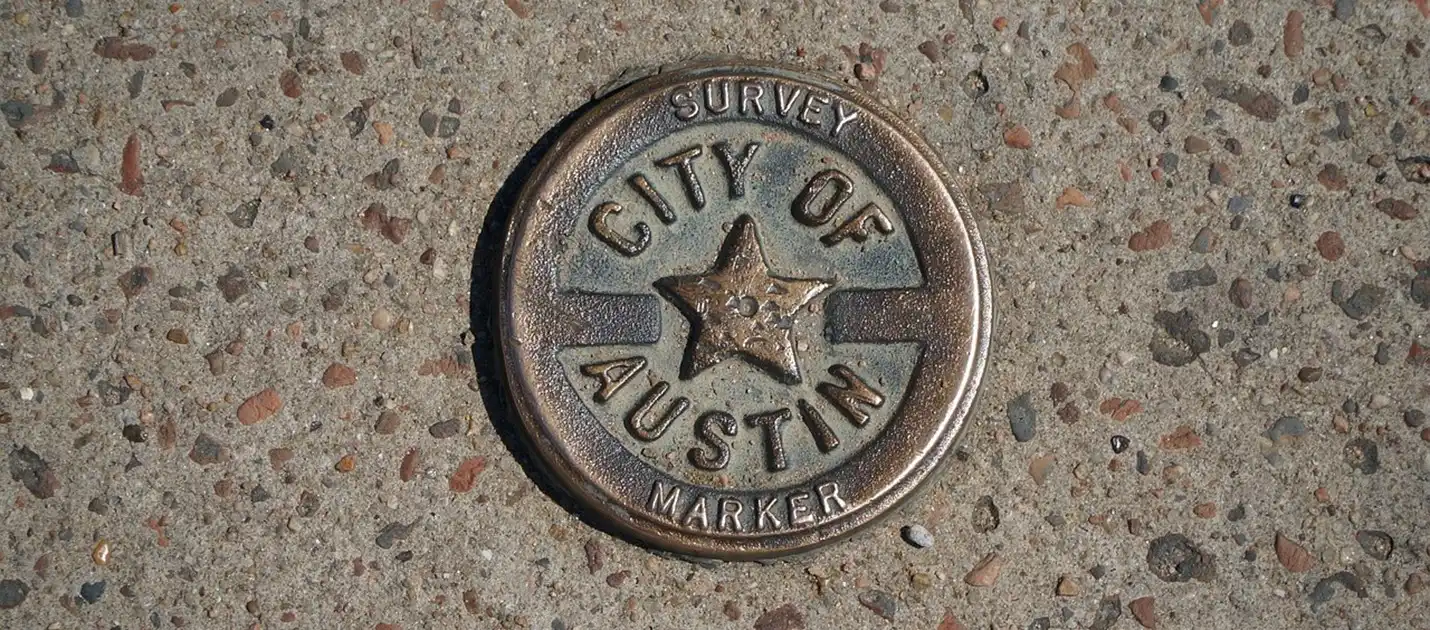 SURVEY
CITY OF
AUSTIN
MARKER